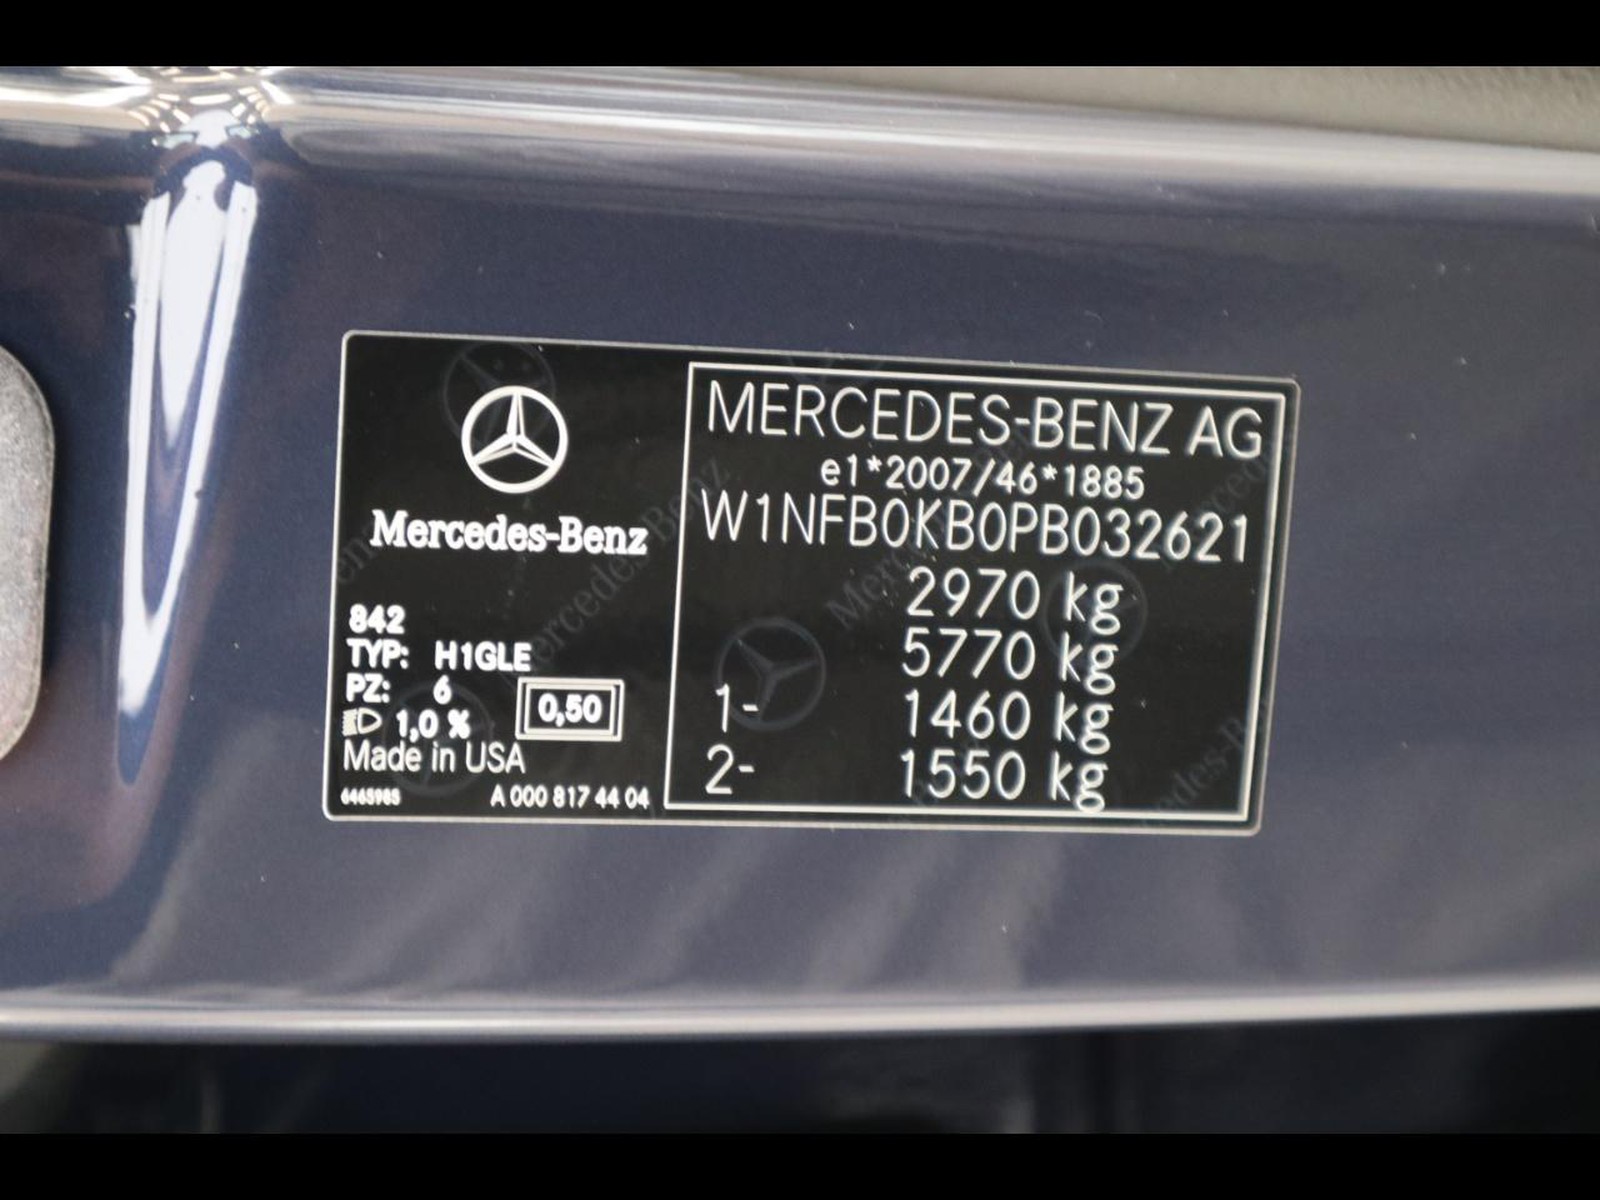 Mercedes-Benz
842
TYP: H1GLE
PZ: 6
1,0 %
0,50
Made in USA
6465985
A 000 817 44 04
MERCEDES-BENZ AG
e1*2007/46*1885
W1NFB0KB0PB032621
2970 kg
5770 kg
1- 1460 kg
2- 1550 kg